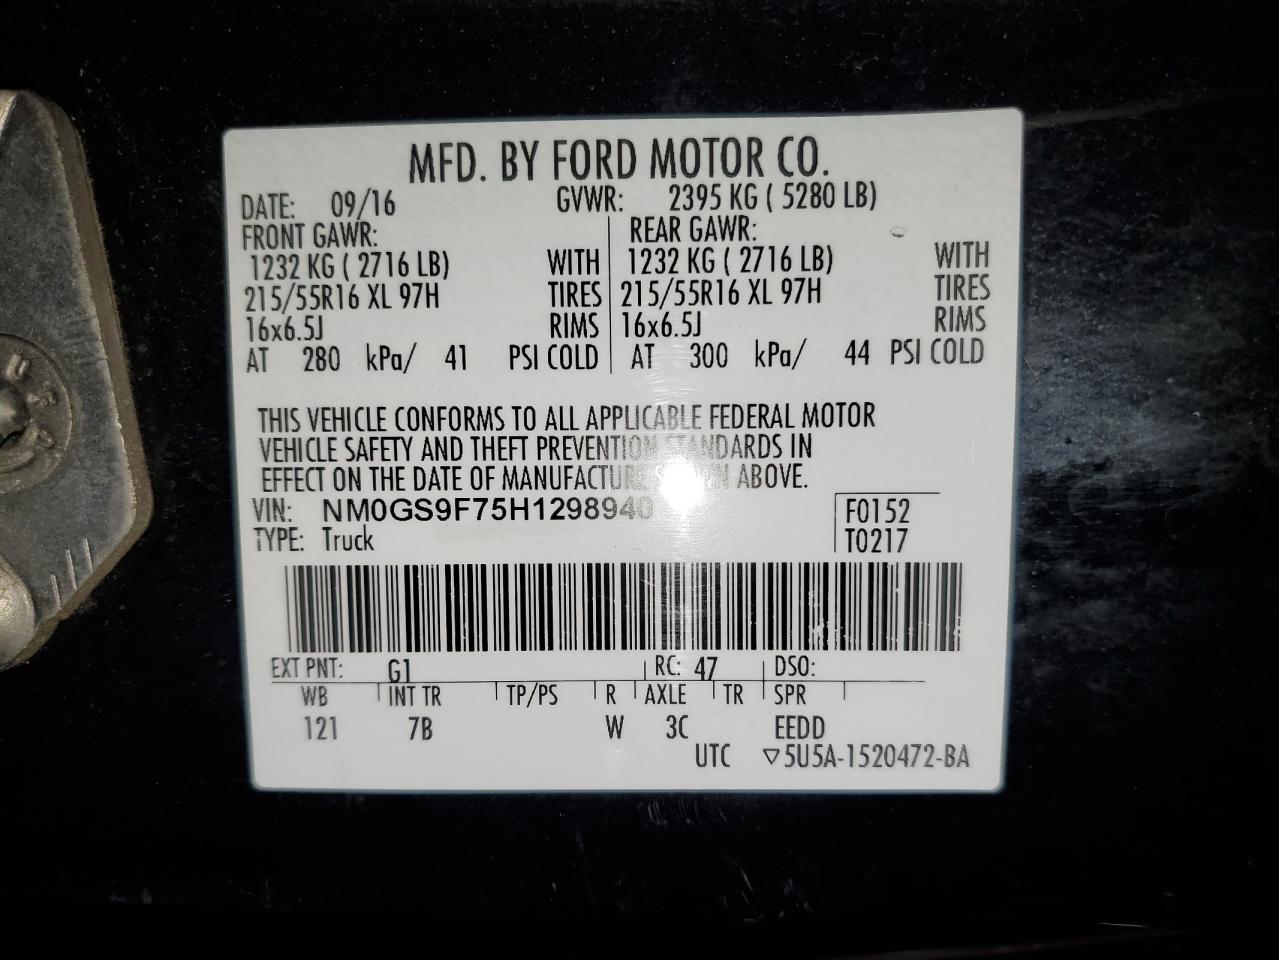 MFD. BY FORD MOTOR CO.
DATE: 09/16 GVWR: 2395 KG ( 5280 LB)
FRONT GAWR: REAR GAWR:
1232 KG ( 2716 LB) WITH 1232 KG ( 2716 LB) WITH
215/55R16 XL 97H TIRES 215/55R16 XL 97H TIRES
16x6.5J RIMS 16x6.5J RIMS
AT 280 kPa/ 41 PSI COLD AT 300 kPa/ 44 PSI COLD
THIS VEHICLE CONFORMS TO ALL APPLICABLE FEDERAL MOTOR
VEHICLE SAFETY AND THEFT PREVENTION STANDARDS IN
EFFECT ON THE DATE OF MANUFACTURE SHOWN ABOVE.
VIN: NM0GS9F75H1298940 F0152
TYPE: Truck T0217
EXT PNT: G1 RC: 47 DSO:
WB INT TR TP/PS R AXLE TR SPR
121 7B W 3C EEDD
UTC ▽5U5A-1520472-BA